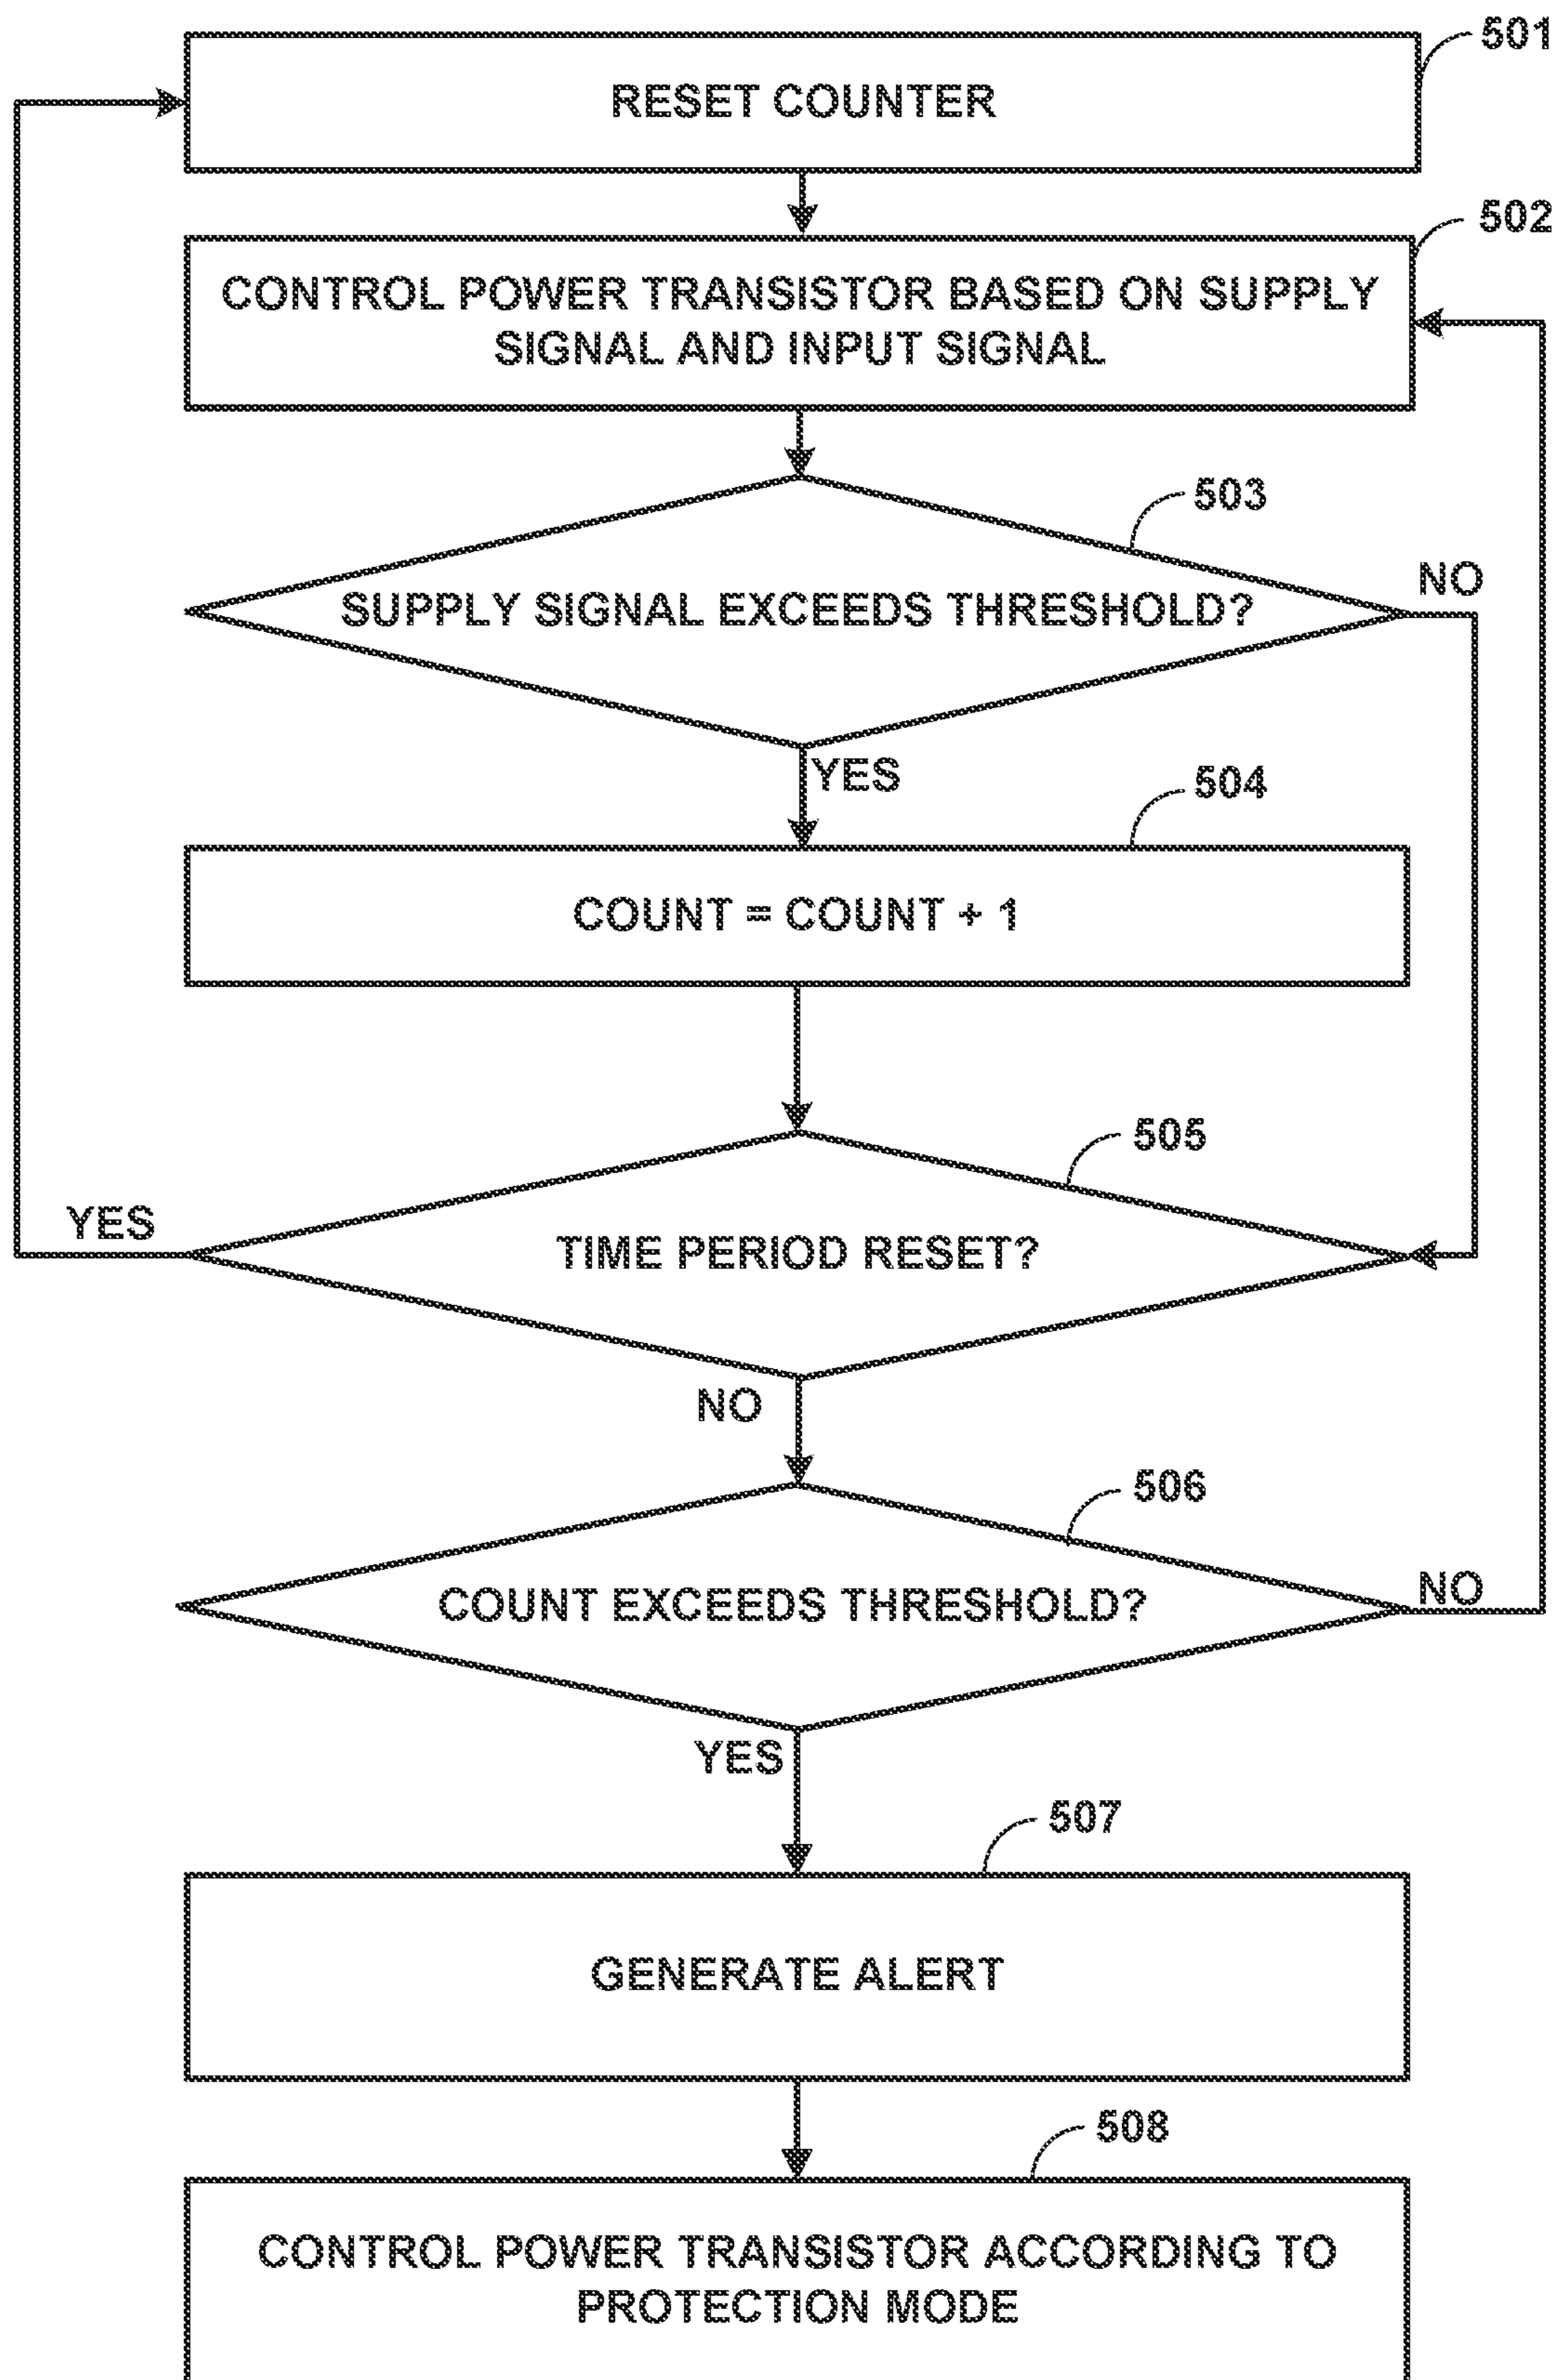 501
RESET COUNTER
502
CONTROL POWER TRANSISTOR BASED ON SUPPLY
SIGNAL AND INPUT SIGNAL
503
NO
SUPPLY SIGNAL EXCEEDS THRESHOLD?
YES
504
COUNT = COUNT + 1
505
YES
TIME PERIOD RESET?
NO
506
COUNT EXCEEDS THRESHOLD?
NO
YES
507
GENERATE ALERT
508
CONTROL POWER TRANSISTOR ACCORDING TO
PROTECTION MODE